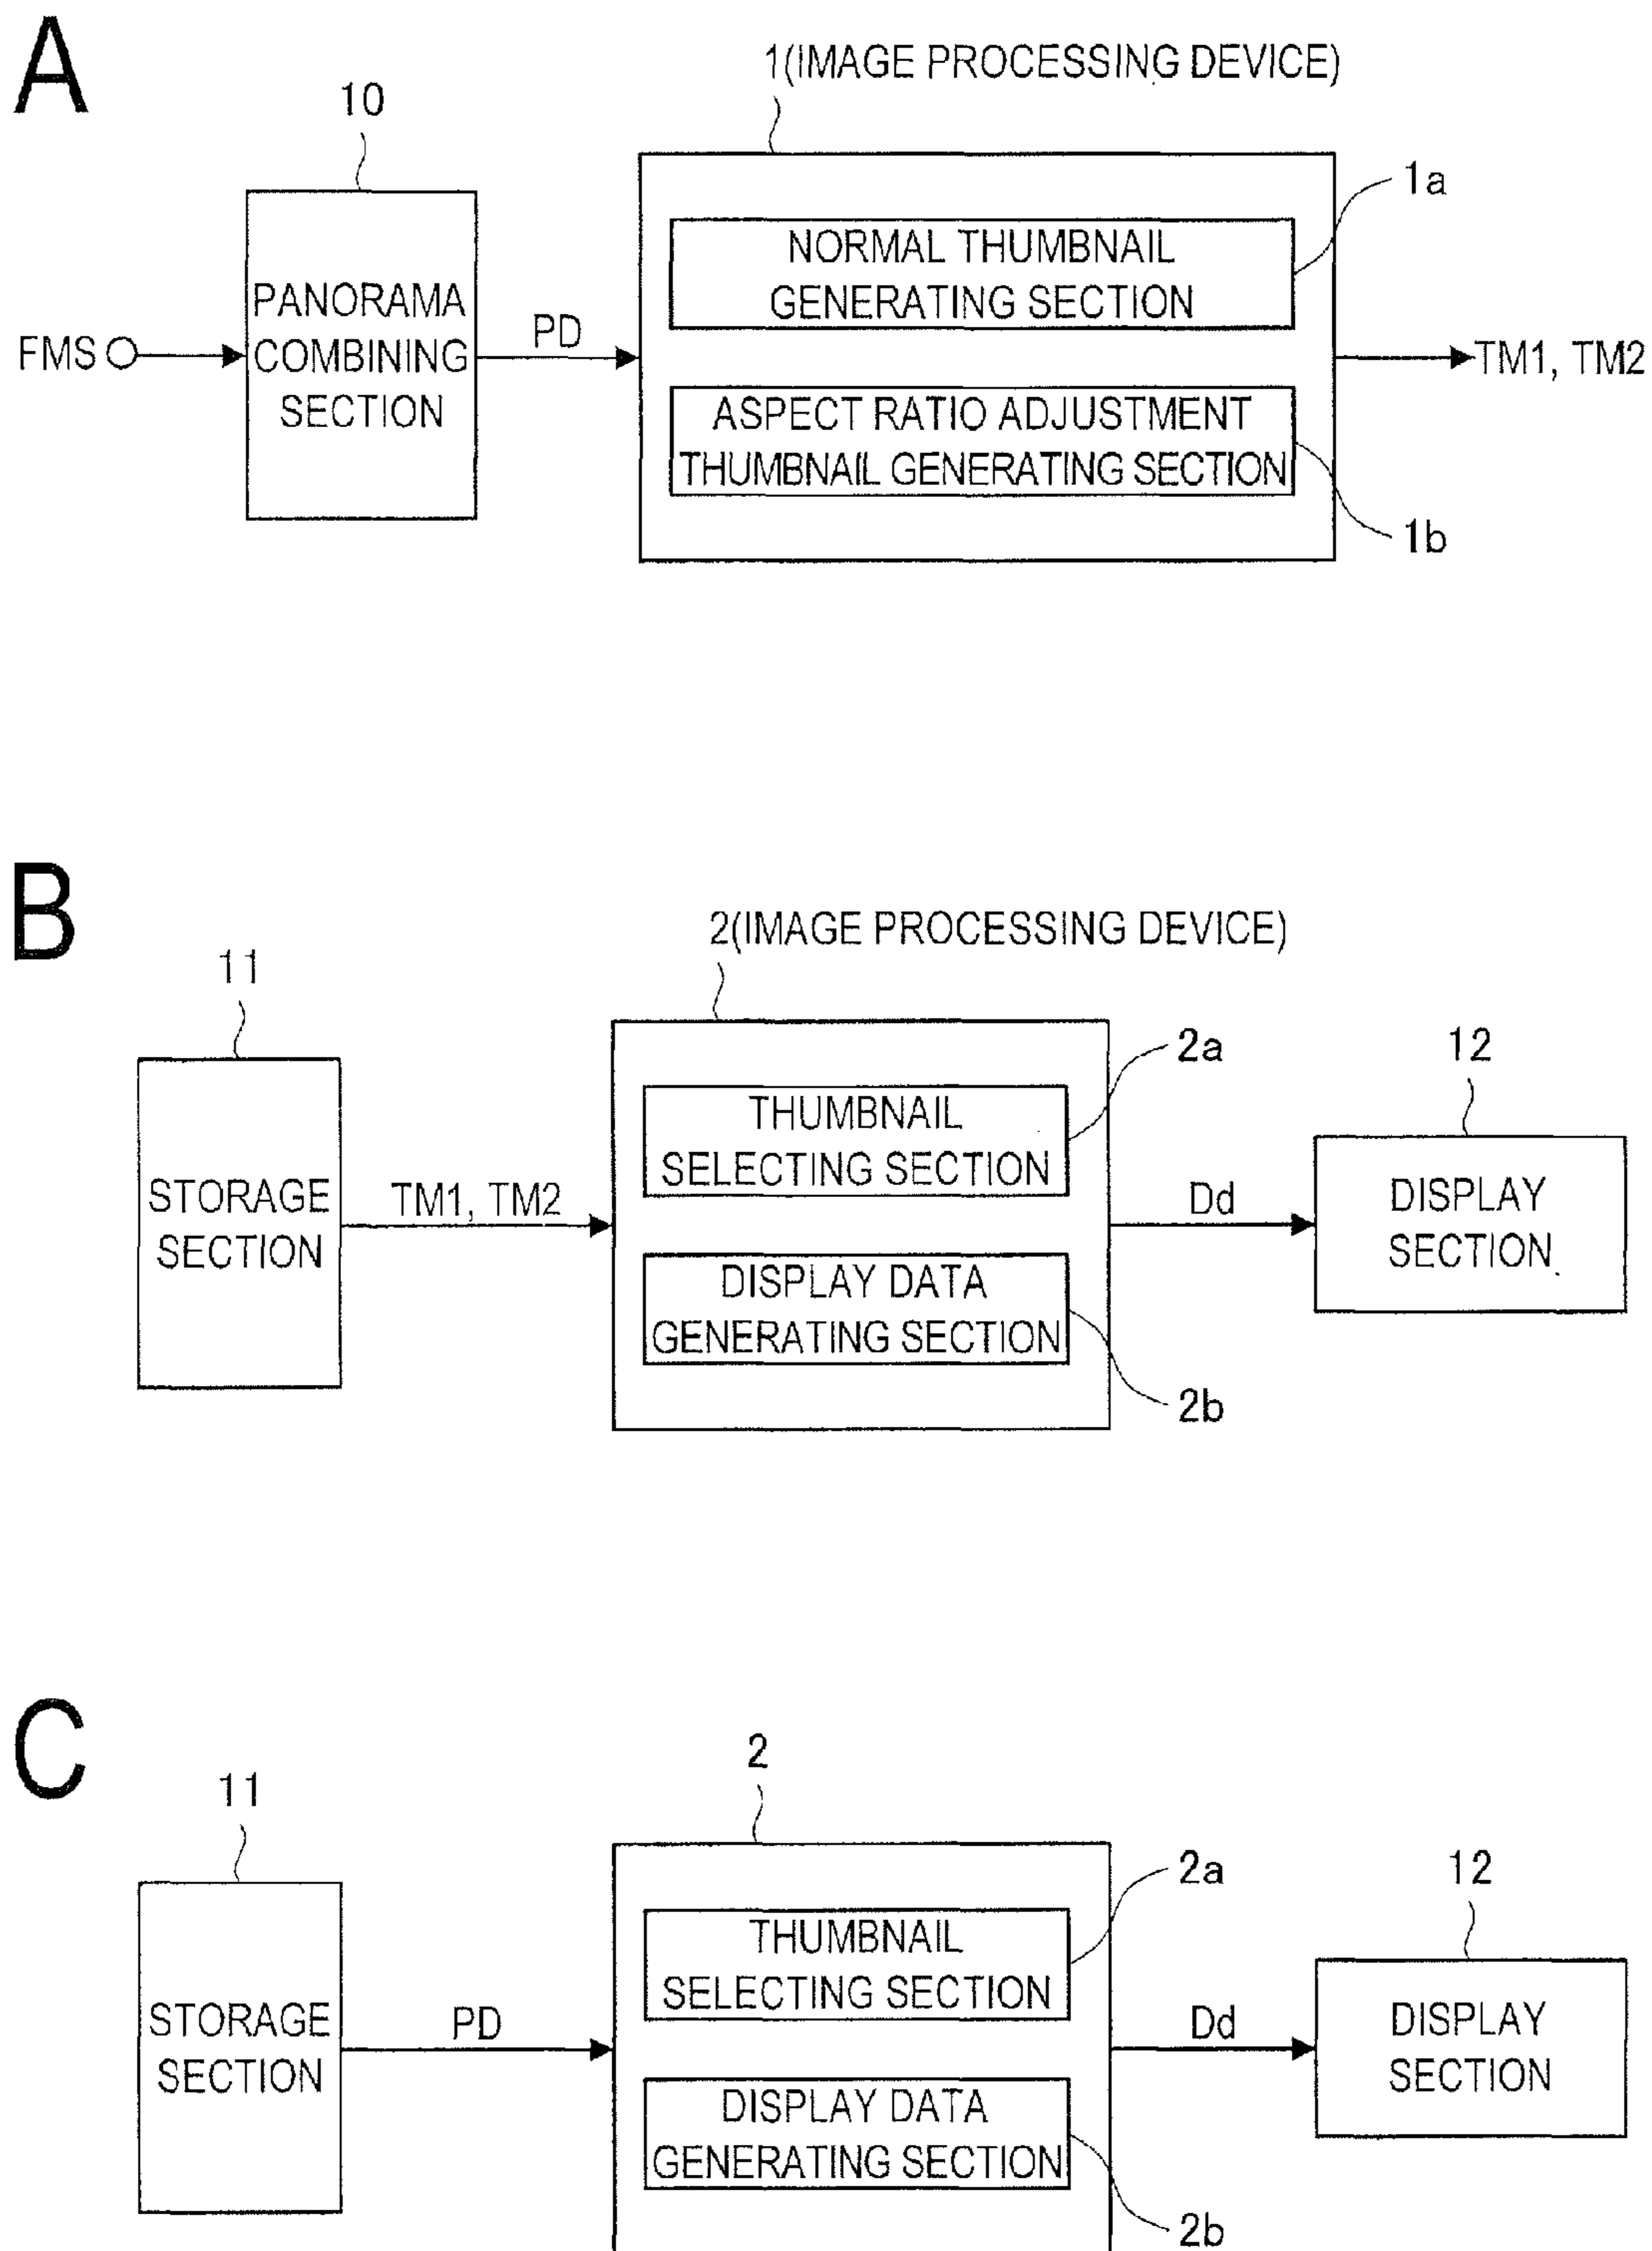 A
1(IMAGE PROCESSING DEVICE)
10
1a
NORMAL THUMBNAIL
GENERATING SECTION
PANORAMA
COMBINING
SECTION
FMS
PD
TM1, TM2
ASPECT RATIO ADJUSTMENT
THUMBNAIL GENERATING SECTION
1b
B
2(IMAGE PROCESSING DEVICE)
11
2a
12
THUMBNAIL
SELECTING SECTION
STORAGE
SECTION
TM1, TM2
Dd
DISPLAY
SECTION
DISPLAY DATA
GENERATING SECTION
2b
C
2
11
2a
12
THUMBNAIL
SELECTING SECTION
STORAGE
SECTION
PD
Dd
DISPLAY
SECTION
DISPLAY DATA
GENERATING SECTION
2b